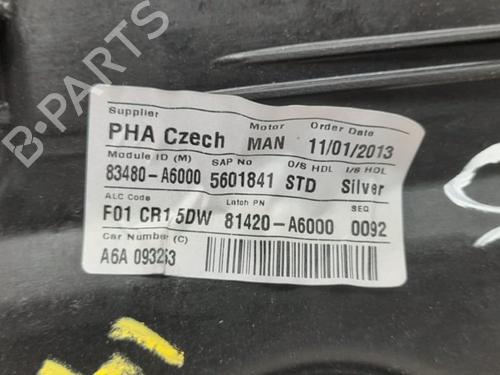 Supplier Motor Order Date
PHA Czech MAN 11/01/2013
Module ID (M) SAP No O/S HDL I/S HDL
83480-A6000 5601841 STD Silver
ALC Code Latch PN SEQ
F01 CR1 5DW 81420-A6000 0092
Car Number (C)
A6A 093263
B-PARTS